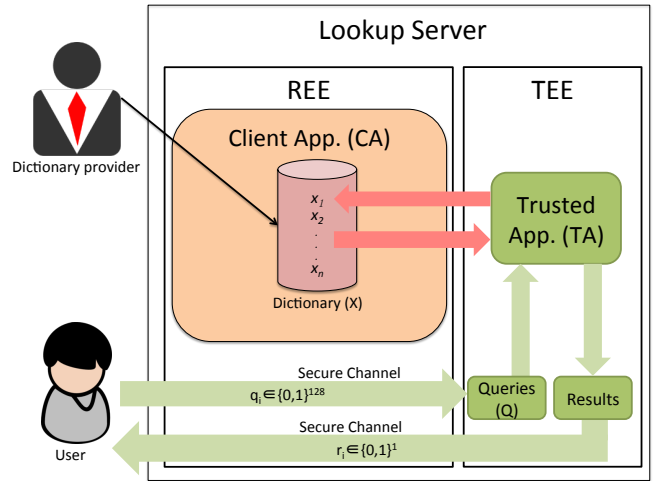 Lookup Server
REE
TEE
Dictionary provider
Client App. (CA)
x1
x2
.
.
.
xn
Dictionary (X)
Trusted
App. (TA)
Secure Channel
qi∈{0,1}128
Queries
(Q)
Results
Secure Channel
ri∈{0,1}1
User